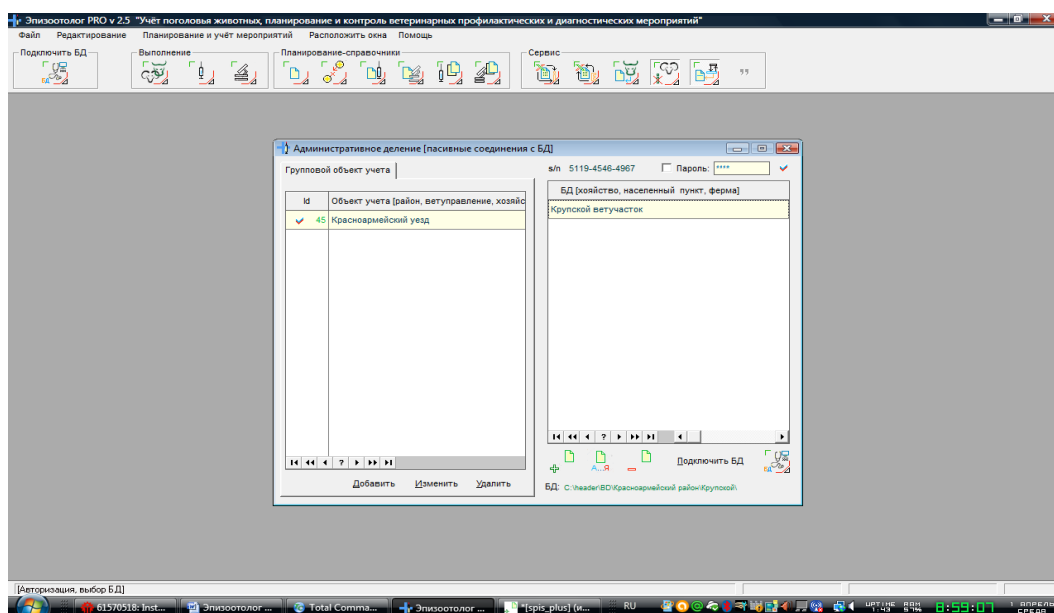 Эпизоотолог PRO v 2.5 "Учёт поголовья животных, планирование и контроль ветеринарных профилактических и диагностических мероприятий"
Файл Редактирование Планирование и учёт мероприятий Расположить окна Помощь
Подключить БД Выполнение Планирование-справочники Сервис
Административное деление [пасивные соединения с БД]
Групповой объект учета
s/n 5119-4546-4967 Пароль: ****
Id Объект учета [район, ветуправление, хозяйс
БД [хояйство, населенный пункт, ферма]
45 Красноармейский уезд
Крупской ветучасток
А...Я
Подключить БД
Добавить Изменить Удалить
БД: C:\header\BD\Красноармейский район\Крупской\
[Авторизация, выбор БД]
61570518: Inst... Эпизоотолог ... Total Comma... Эпизоотолог ... *[spis_plus] (и... RU 8:59:07